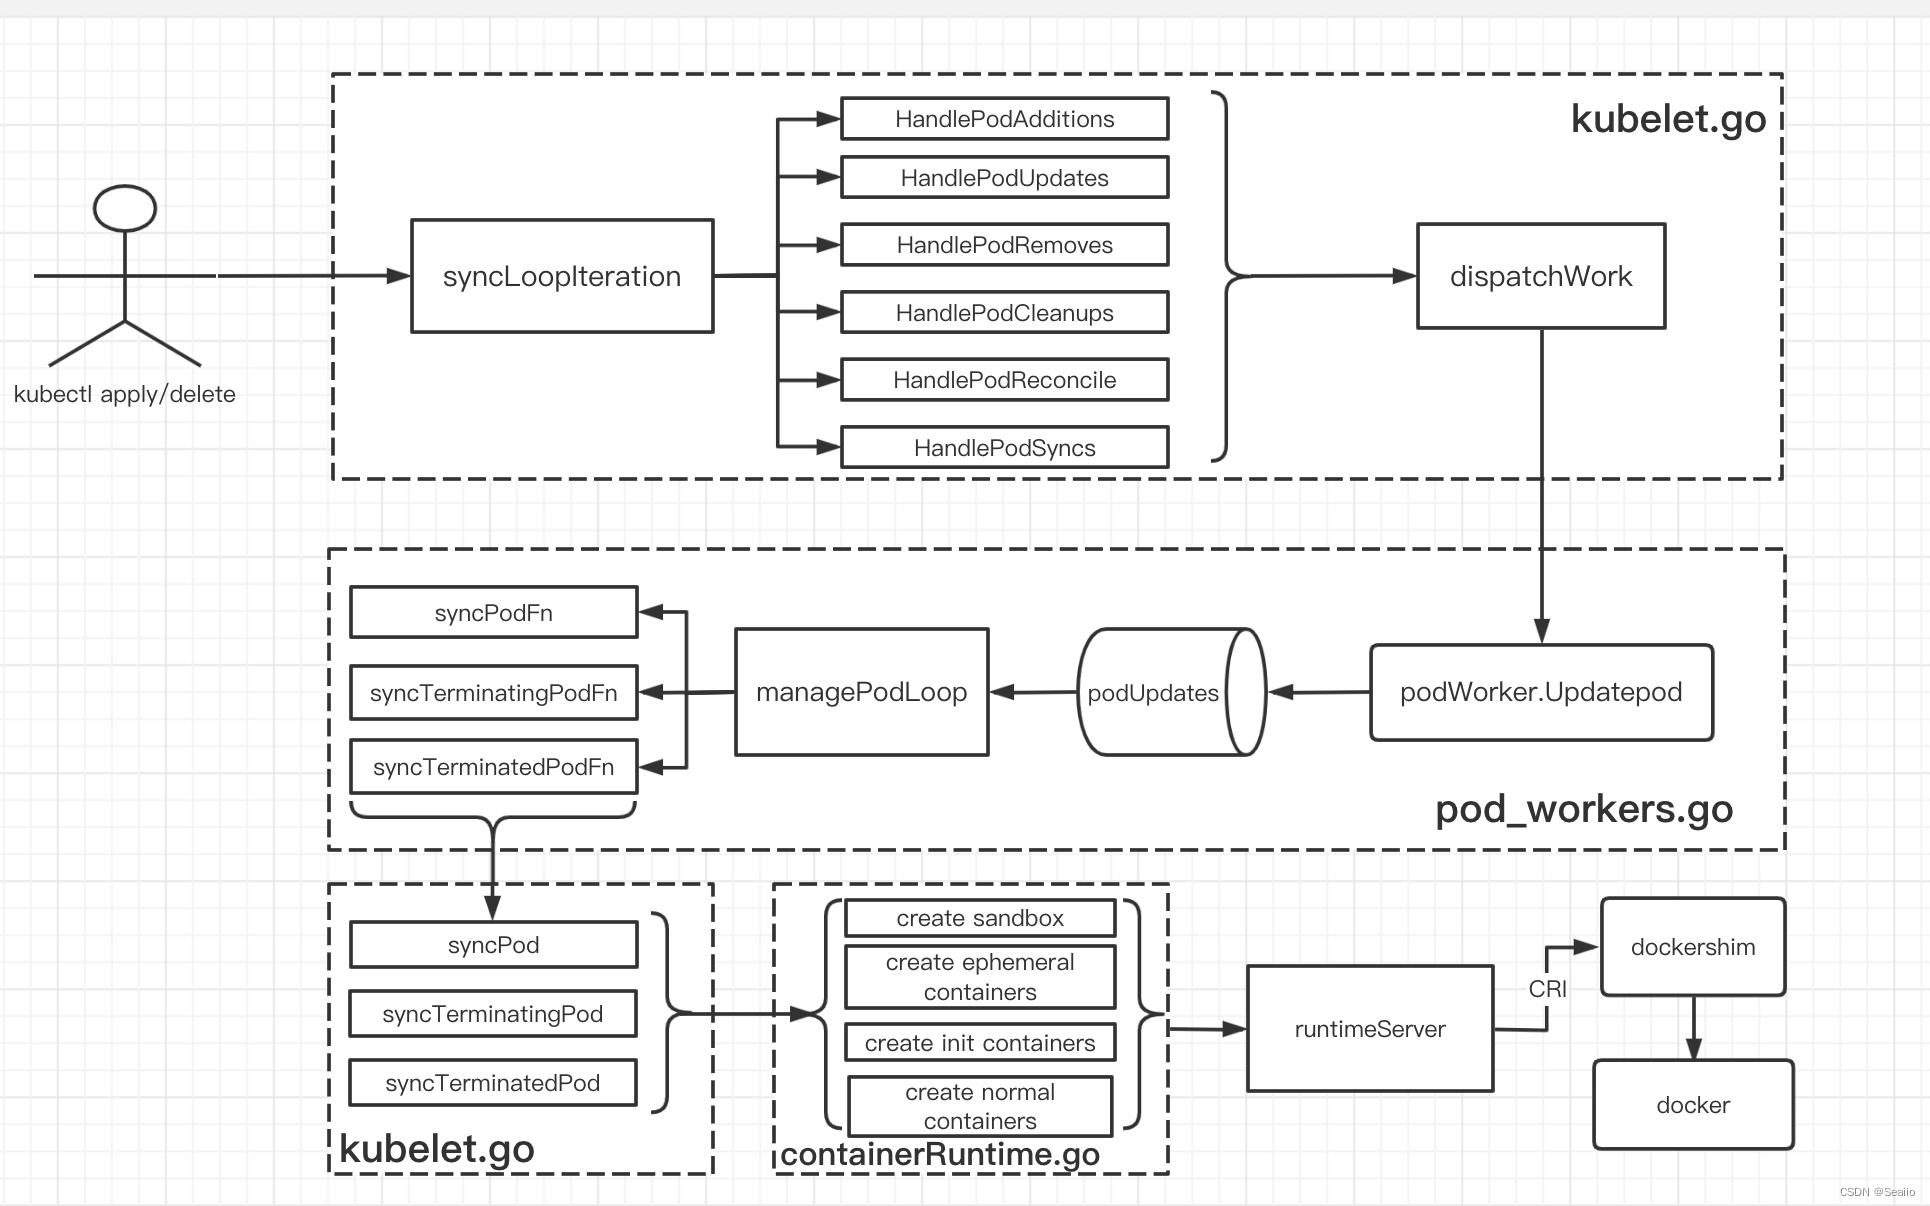 kubelet.go
HandlePodAdditions
HandlePodUpdates
HandlePodRemoves
HandlePodCleanups
HandlePodReconcile
HandlePodSyncs
syncLoopIteration
dispatchWork
kubectl apply/delete
syncPodFn
syncTerminatingPodFn
syncTerminatedPodFn
managePodLoop
podUpdates
podWorker.Updatepod
pod_workers.go
syncPod
syncTerminatingPod
syncTerminatedPod
kubelet.go
create sandbox
create ephemeral
containers
create init containers
create normal
containers
containerRuntime.go
runtimeServer
CRI
dockershim
docker
CSDN @Seaiio